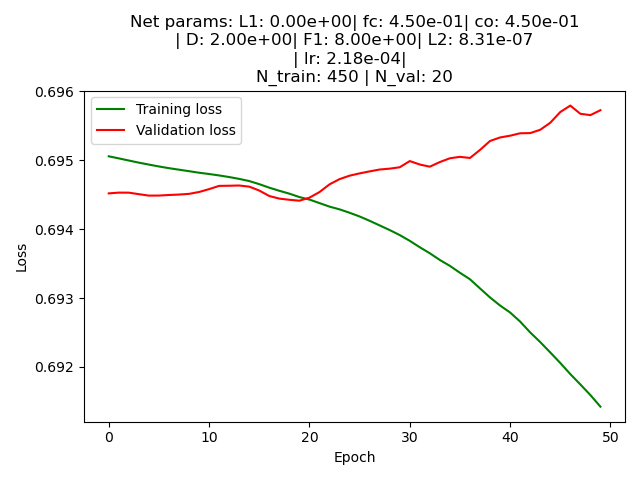 Net params: L1: 0.00e+00| fc: 4.50e-01| co: 4.50e-01
| D: 2.00e+00| F1: 8.00e+00| L2: 8.31e-07
| lr: 2.18e-04|
N_train: 450 | N_val: 20
0.696
0.695
0.694
0.693
0.692
Loss
Training loss
Validation loss
0 10 20 30 40 50
Epoch